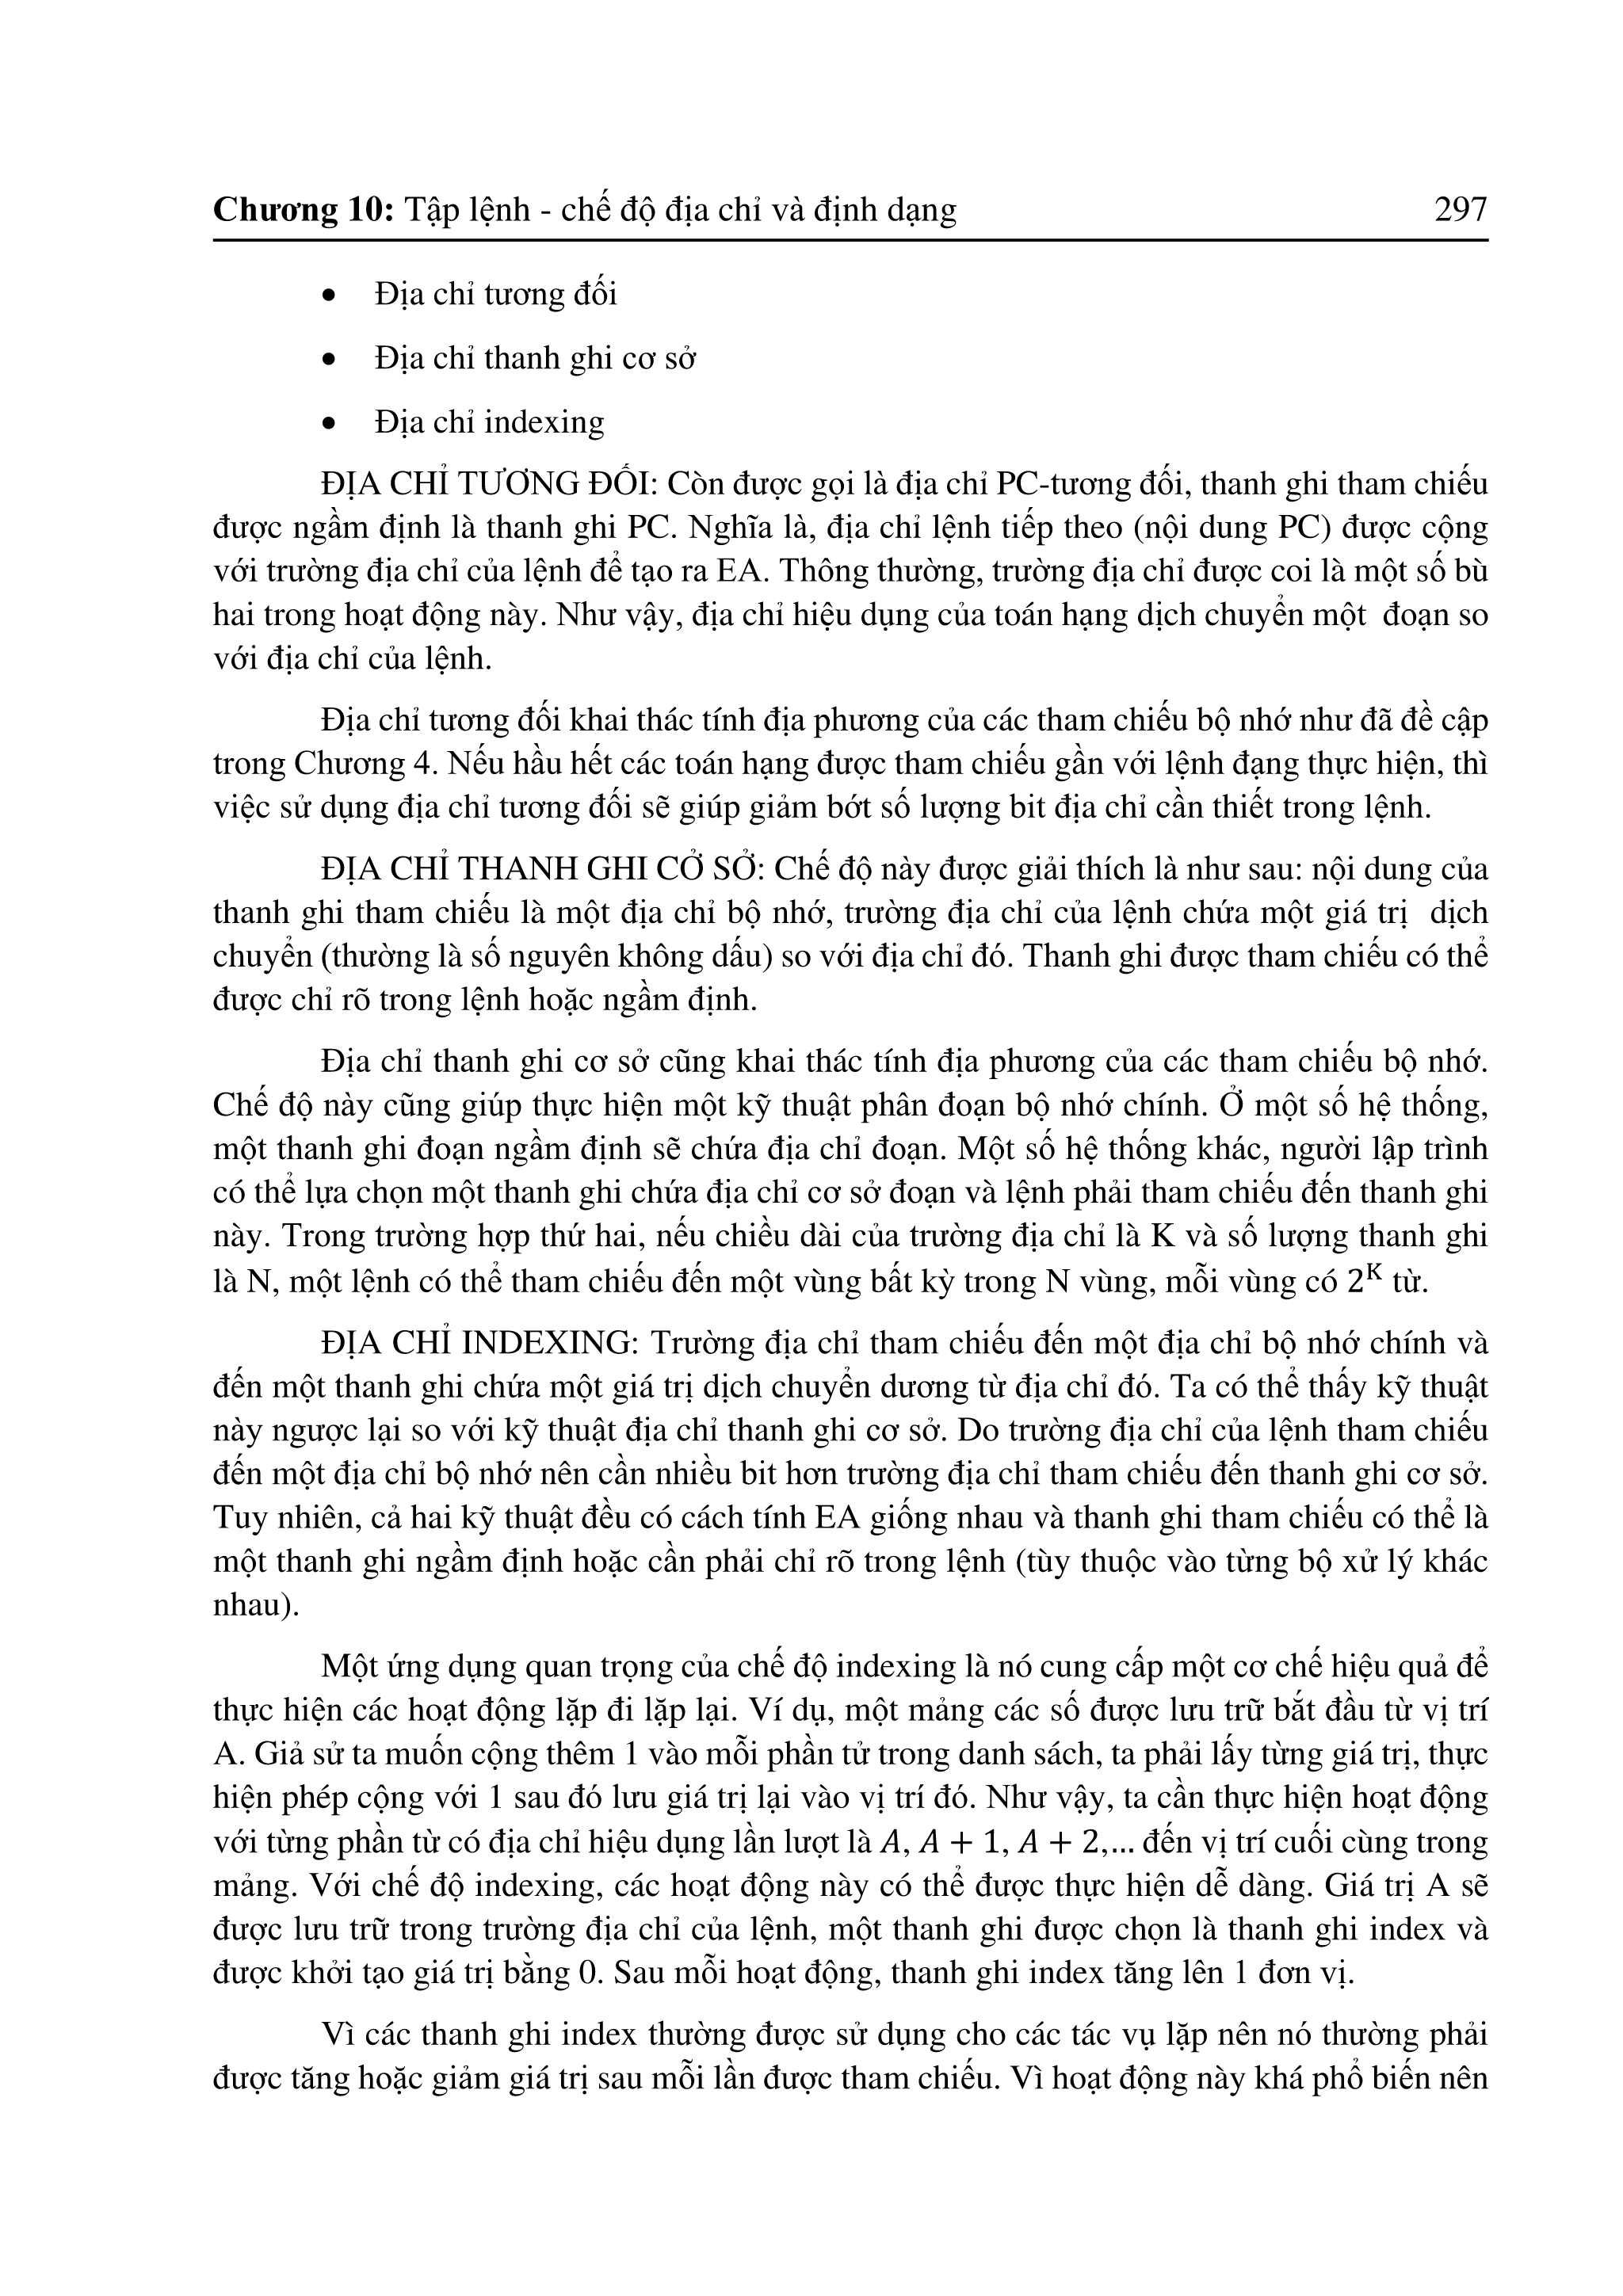 Chương 10: Tập lệnh - chế độ địa chỉ và định dạng 297
• Địa chỉ tương đối
• Địa chỉ thanh ghi cơ sở
• Địa chỉ indexing
ĐỊA CHỈ TƯƠNG ĐỐI: Còn được gọi là địa chỉ PC-tương đối, thanh ghi tham chiếu
được ngầm định là thanh ghi PC. Nghĩa là, địa chỉ lệnh tiếp theo (nội dung PC) được cộng
với trường địa chỉ của lệnh để tạo ra EA. Thông thường, trường địa chỉ được coi là một số bù
hai trong hoạt động này. Như vậy, địa chỉ hiệu dụng của toán hạng dịch chuyển một đoạn so
với địa chỉ của lệnh.
Địa chỉ tương đối khai thác tính địa phương của các tham chiếu bộ nhớ như đã đề cập
trong Chương 4. Nếu hầu hết các toán hạng được tham chiếu gần với lệnh đạng thực hiện, thì
việc sử dụng địa chỉ tương đối sẽ giúp giảm bớt số lượng bit địa chỉ cần thiết trong lệnh.
ĐỊA CHỈ THANH GHI CỞ SỞ: Chế độ này được giải thích là như sau: nội dung của
thanh ghi tham chiếu là một địa chỉ bộ nhớ, trường địa chỉ của lệnh chứa một giá trị dịch
chuyển (thường là số nguyên không dấu) so với địa chỉ đó. Thanh ghi được tham chiếu có thể
được chỉ rõ trong lệnh hoặc ngầm định.
Địa chỉ thanh ghi cơ sở cũng khai thác tính địa phương của các tham chiếu bộ nhớ.
Chế độ này cũng giúp thực hiện một kỹ thuật phân đoạn bộ nhớ chính. Ở một số hệ thống,
một thanh ghi đoạn ngầm định sẽ chứa địa chỉ đoạn. Một số hệ thống khác, người lập trình
có thể lựa chọn một thanh ghi chứa địa chỉ cơ sở đoạn và lệnh phải tham chiếu đến thanh ghi
này. Trong trường hợp thứ hai, nếu chiều dài của trường địa chỉ là K và số lượng thanh ghi
là N, một lệnh có thể tham chiếu đến một vùng bất kỳ trong N vùng, mỗi vùng có 2ᴷ từ.
ĐỊA CHỈ INDEXING: Trường địa chỉ tham chiếu đến một địa chỉ bộ nhớ chính và
đến một thanh ghi chứa một giá trị dịch chuyển dương từ địa chỉ đó. Ta có thể thấy kỹ thuật
này ngược lại so với kỹ thuật địa chỉ thanh ghi cơ sở. Do trường địa chỉ của lệnh tham chiếu
đến một địa chỉ bộ nhớ nên cần nhiều bit hơn trường địa chỉ tham chiếu đến thanh ghi cơ sở.
Tuy nhiên, cả hai kỹ thuật đều có cách tính EA giống nhau và thanh ghi tham chiếu có thể là
một thanh ghi ngầm định hoặc cần phải chỉ rõ trong lệnh (tùy thuộc vào từng bộ xử lý khác
nhau).
Một ứng dụng quan trọng của chế độ indexing là nó cung cấp một cơ chế hiệu quả để
thực hiện các hoạt động lặp đi lặp lại. Ví dụ, một mảng các số được lưu trữ bắt đầu từ vị trí
A. Giả sử ta muốn cộng thêm 1 vào mỗi phần tử trong danh sách, ta phải lấy từng giá trị, thực
hiện phép cộng với 1 sau đó lưu giá trị lại vào vị trí đó. Như vậy, ta cần thực hiện hoạt động
với từng phần từ có địa chỉ hiệu dụng lần lượt là A, A + 1, A + 2,... đến vị trí cuối cùng trong
mảng. Với chế độ indexing, các hoạt động này có thể được thực hiện dễ dàng. Giá trị A sẽ
được lưu trữ trong trường địa chỉ của lệnh, một thanh ghi được chọn là thanh ghi index và
được khởi tạo giá trị bằng 0. Sau mỗi hoạt động, thanh ghi index tăng lên 1 đơn vị.
Vì các thanh ghi index thường được sử dụng cho các tác vụ lặp nên nó thường phải
được tăng hoặc giảm giá trị sau mỗi lần được tham chiếu. Vì hoạt động này khá phổ biến nên